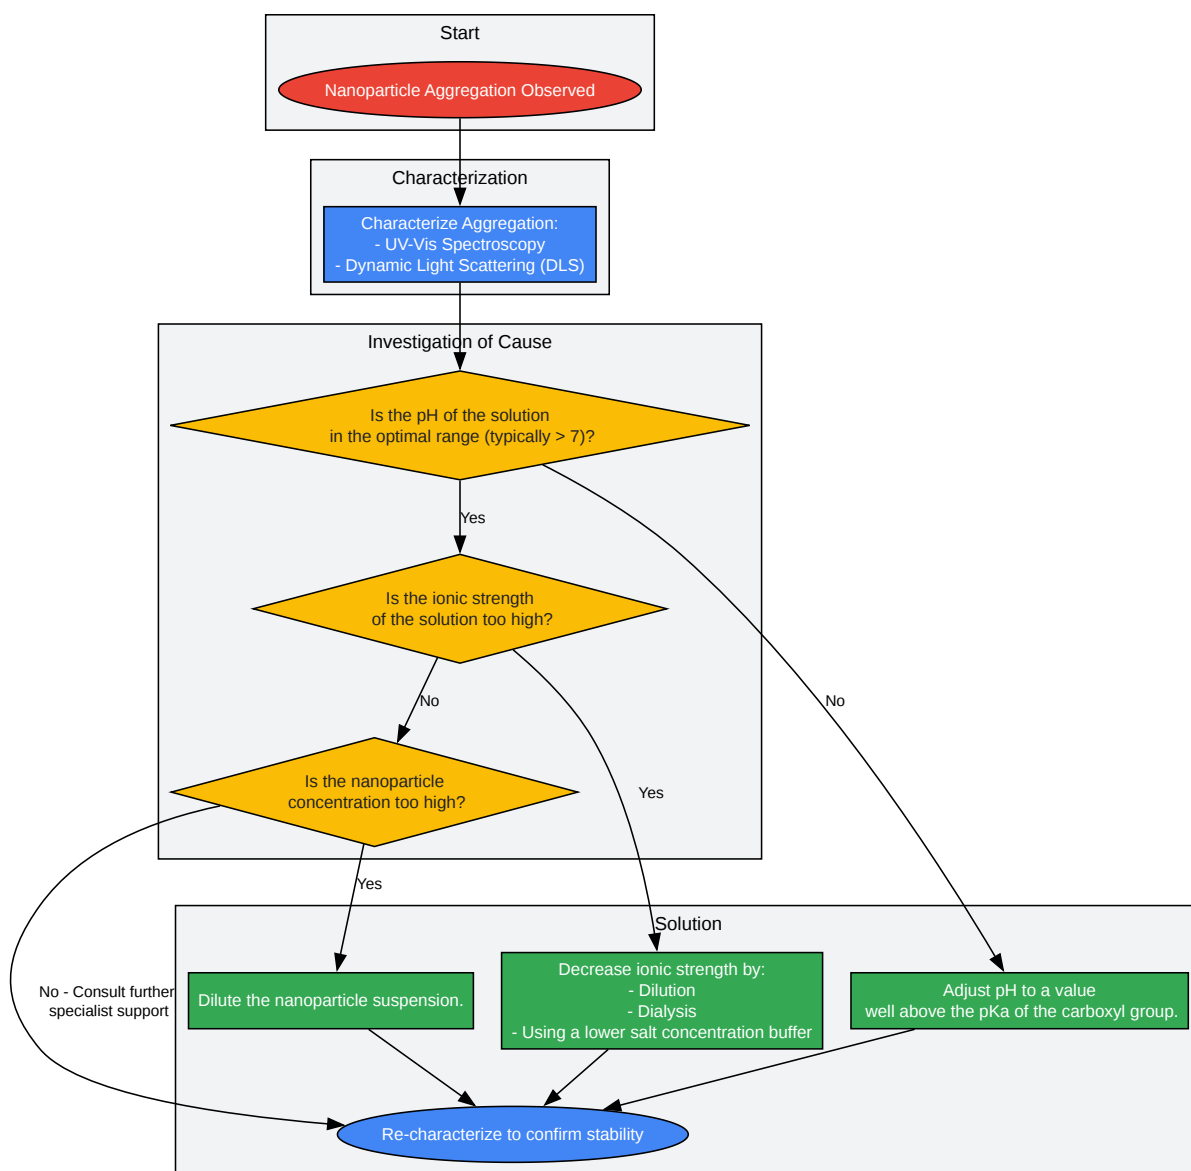 Start
Nanoparticle Aggregation Observed
Characterization
Characterize Aggregation:
- UV-Vis Spectroscopy
- Dynamic Light Scattering (DLS)
Investigation of Cause
Is the pH of the solution
in the optimal range (typically > 7)?
Yes
Is the ionic strength
of the solution too high?
No
No
Is the nanoparticle
concentration too high?
Yes
Yes
Solution
No - Consult further
specialist support
Dilute the nanoparticle suspension.
Decrease ionic strength by:
- Dilution
- Dialysis
- Using a lower salt concentration buffer
Adjust pH to a value
well above the pKa of the carboxyl group.
Re-characterize to confirm stability